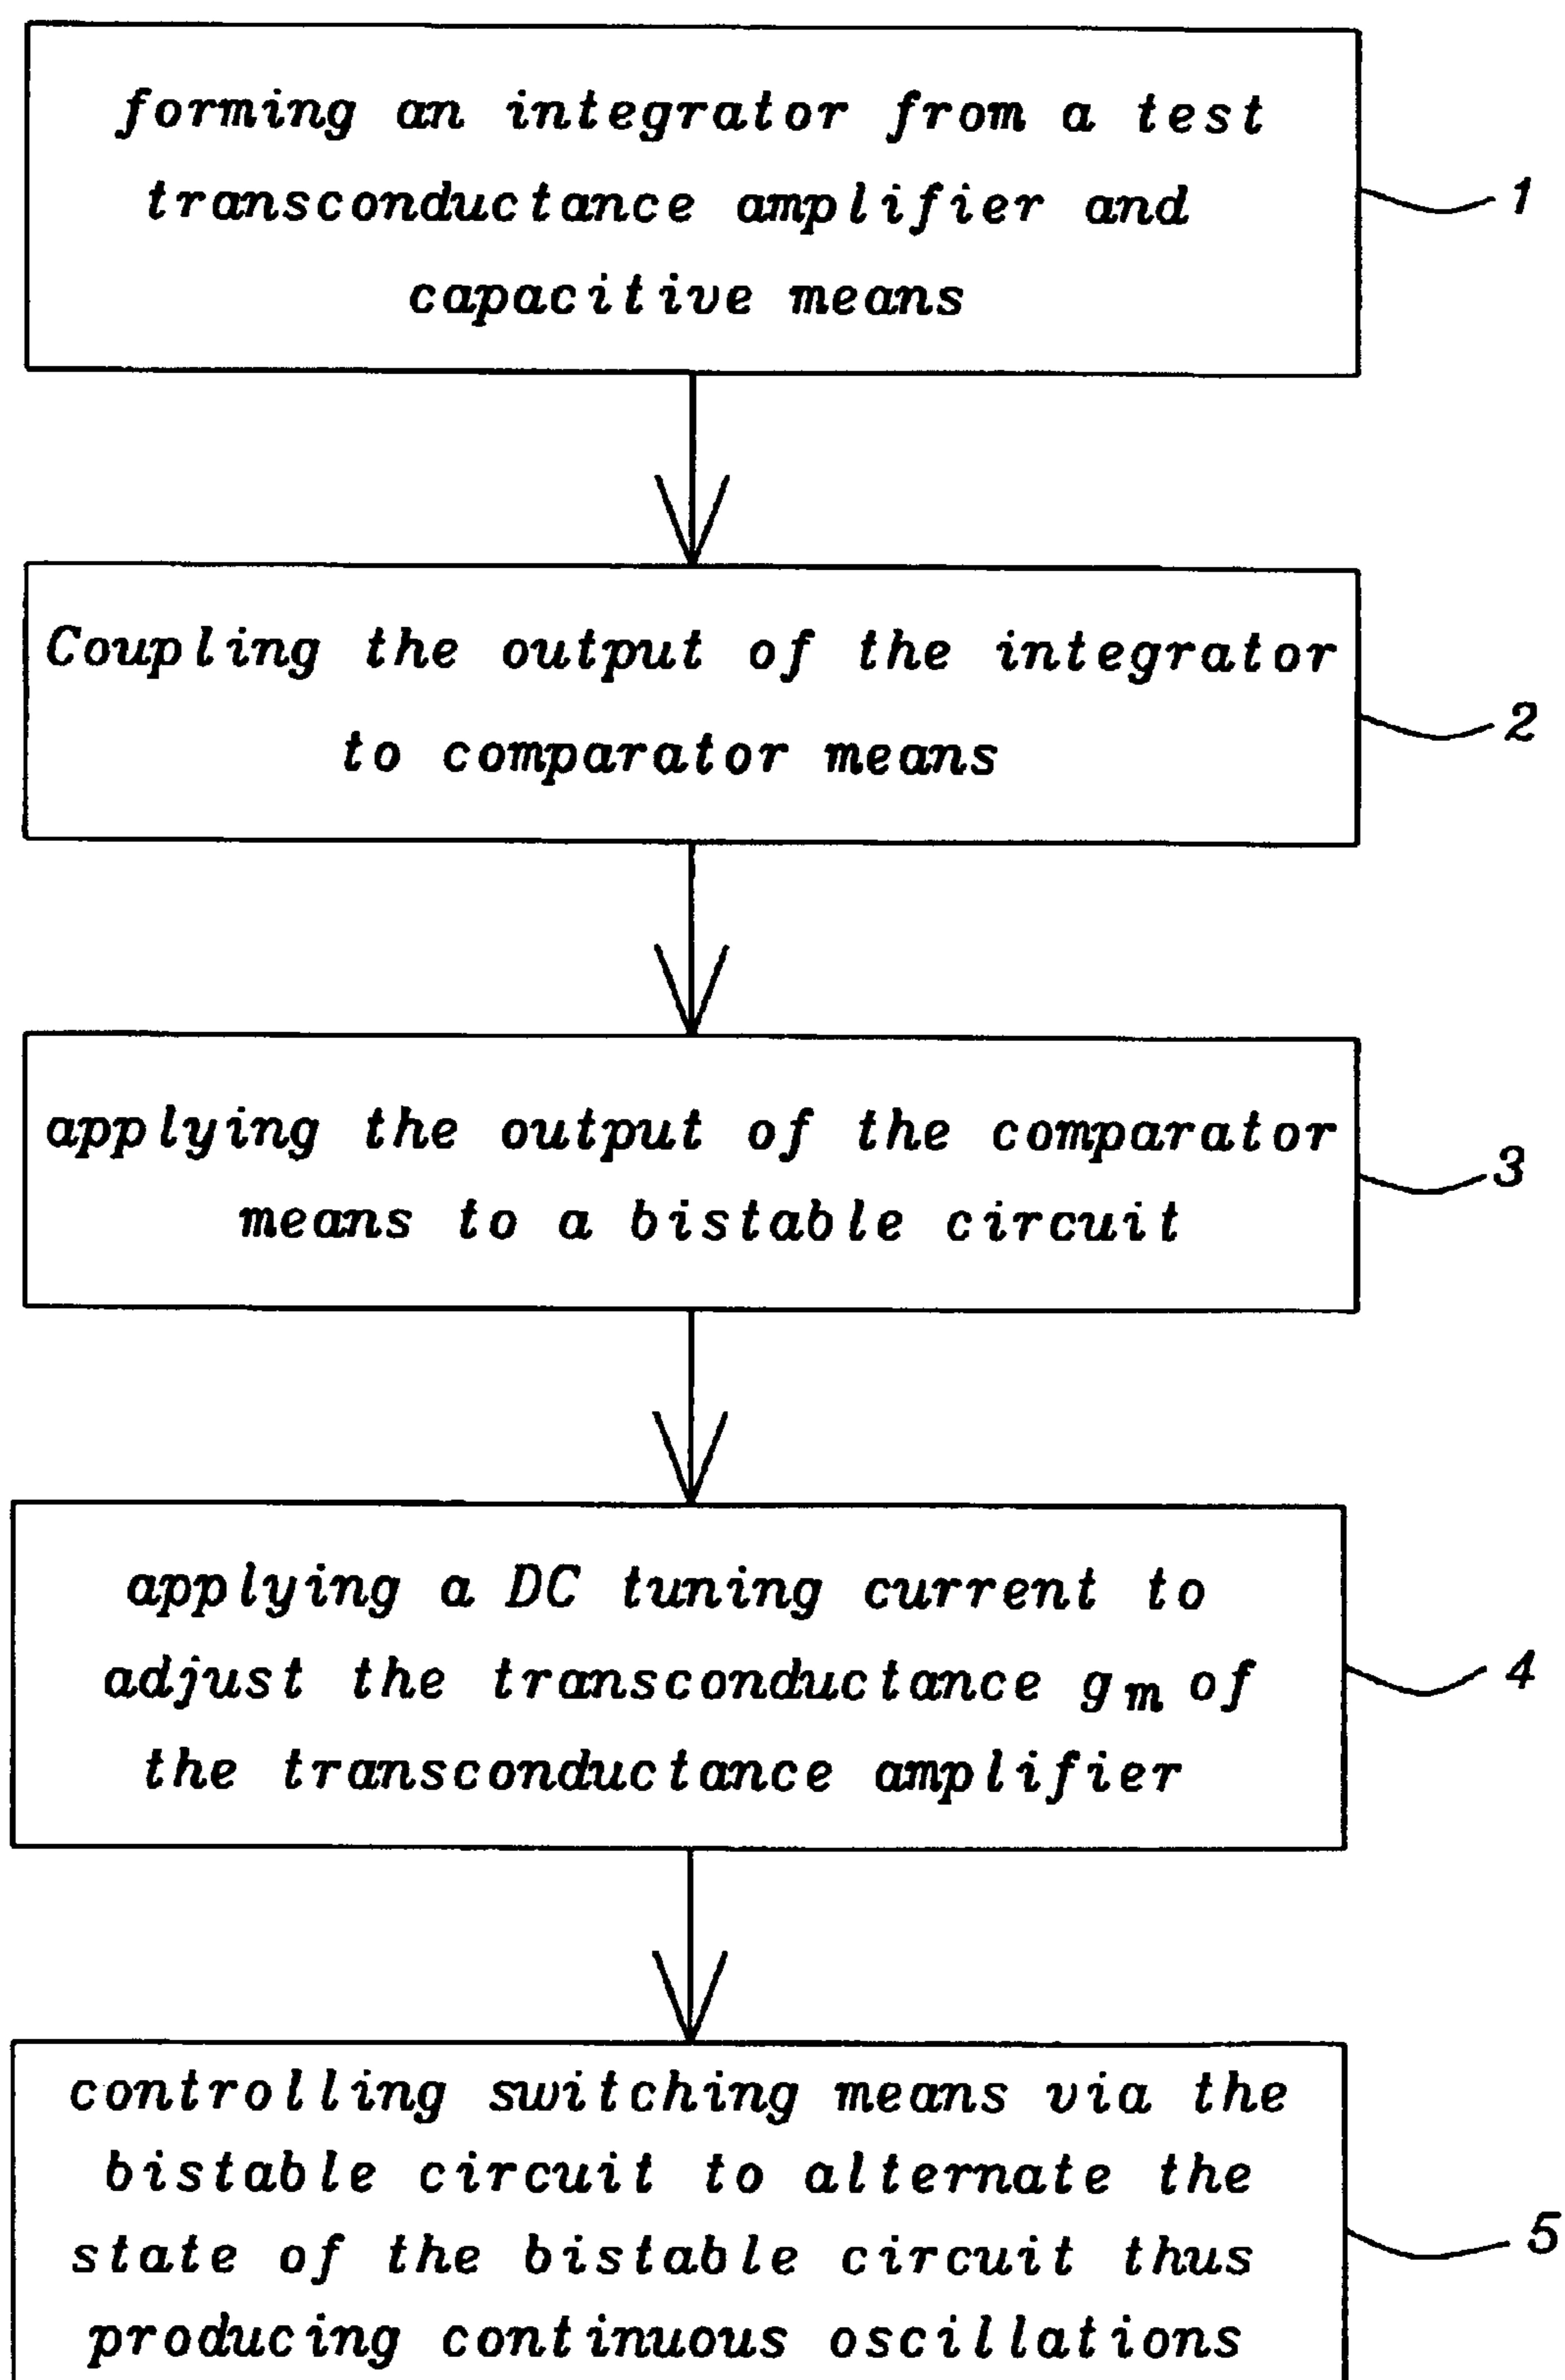 forming an integrator from a test
transconductance amplifier and
capacitive means
1
Coupling the output of the integrator
to comparator means
2
applying the output of the comparator
means to a bistable circuit
3
applying a DC tuning current to
adjust the transconductance gm of
the transconductance amplifier
4
controlling switching means via the
bistable circuit to alternate the
state of the bistable circuit thus
producing continuous oscillations
5